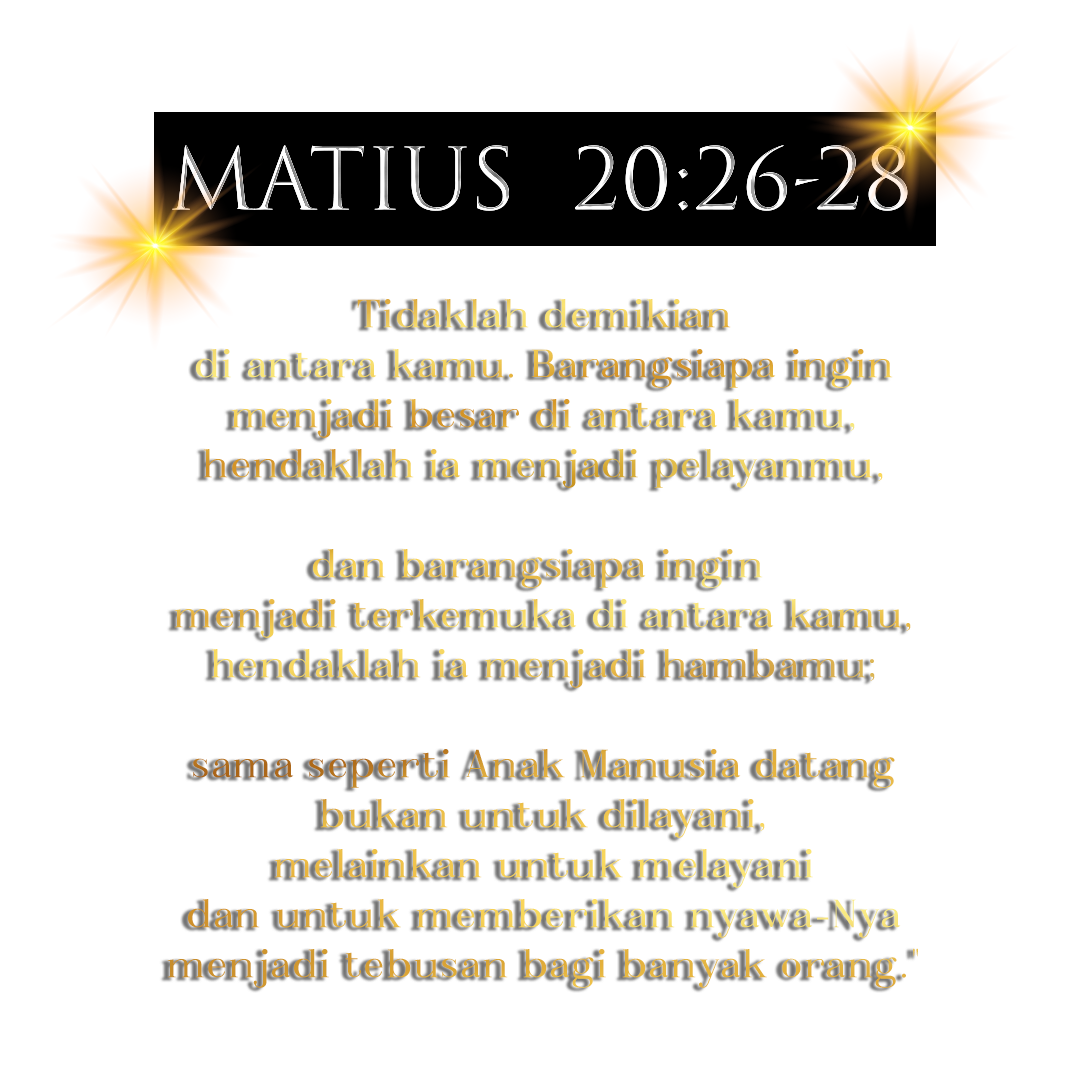 MATIUS 20:26-28
Tidaklah demikian
di antara kamu. Barangsiapa ingin
menjadi besar di antara kamu,
hendaklah ia menjadi pelayanmu,
dan barangsiapa ingin
menjadi terkemuka di antara kamu,
hendaklah ia menjadi hambamu;
sama seperti Anak Manusia datang
bukan untuk dilayani,
melainkan untuk melayani
dan untuk memberikan nyawa-Nya
menjadi tebusan bagi banyak orang."